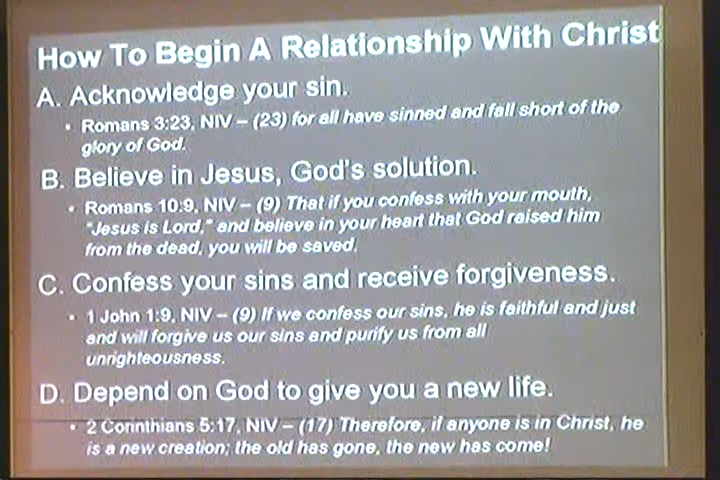 How To Begin A Relationship With Christ
A. Acknowledge your sin.
• Romans 3:23, NIV – (23) for all have sinned and fall short of the
glory of God.
B. Believe in Jesus, God's solution.
• Romans 10:9, NIV – (9) That if you confess with your mouth,
"Jesus is Lord," and believe in your heart that God raised him
from the dead, you will be saved.
C. Confess your sins and receive forgiveness.
• 1 John 1:9, NIV – (9) If we confess our sins, he is faithful and just
and will forgive us our sins and purify us from all
unrighteousness.
D. Depend on God to give you a new life.
• 2 Corinthians 5:17, NIV – (17) Therefore, if anyone is in Christ, he
is a new creation; the old has gone, the new has come!